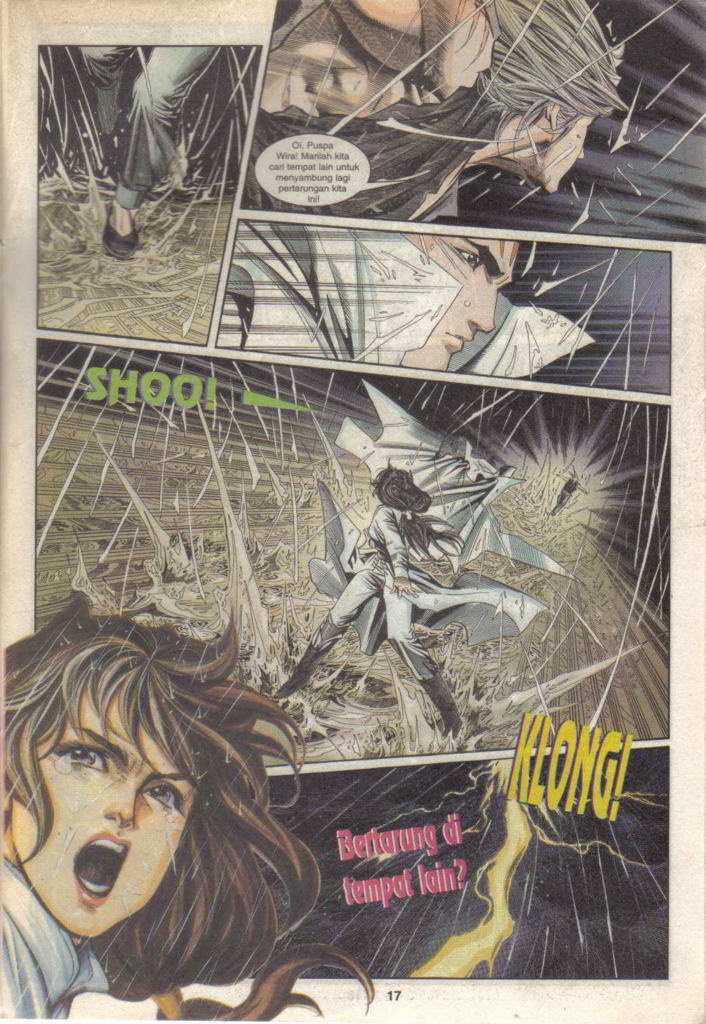 Oi, Puspa
Wira! Marilah kita
cari tempat lain untuk
menyambung lagi
pertarungan kita
ini!
SHOO!
KLONG!
Bertarung di
tempat lain?
17